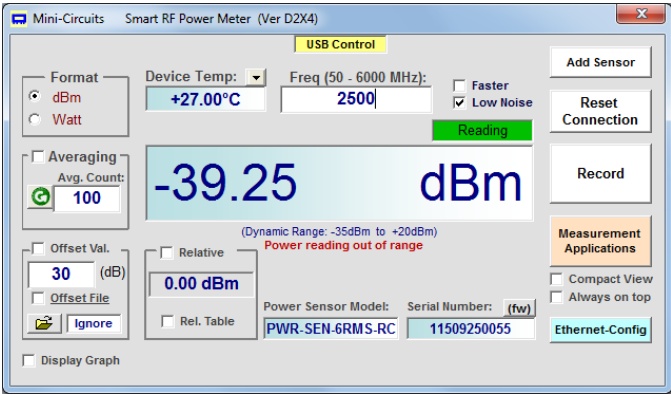 Mini-Circuits Smart RF Power Meter (Ver D2X4)
USB Control
Add Sensor
Format
dBm
Watt
Device Temp:
+27.00°C
Freq (50 - 6000 MHz):
2500
Faster
Low Noise
Reset
Connection
Reading
Averaging
Avg. Count:
100
-39.25 dBm
Record
(Dynamic Range: -35dBm to +20dBm)
Power reading out of range
Offset Val.
30 (dB)
Offset File
Ignore
Relative
0.00 dBm
Rel. Table
Measurement
Applications
Compact View
Always on top
Power Sensor Model:
PWR-SEN-6RMS-RC
Serial Number: (fw)
11509250055
Ethernet-Config
Display Graph